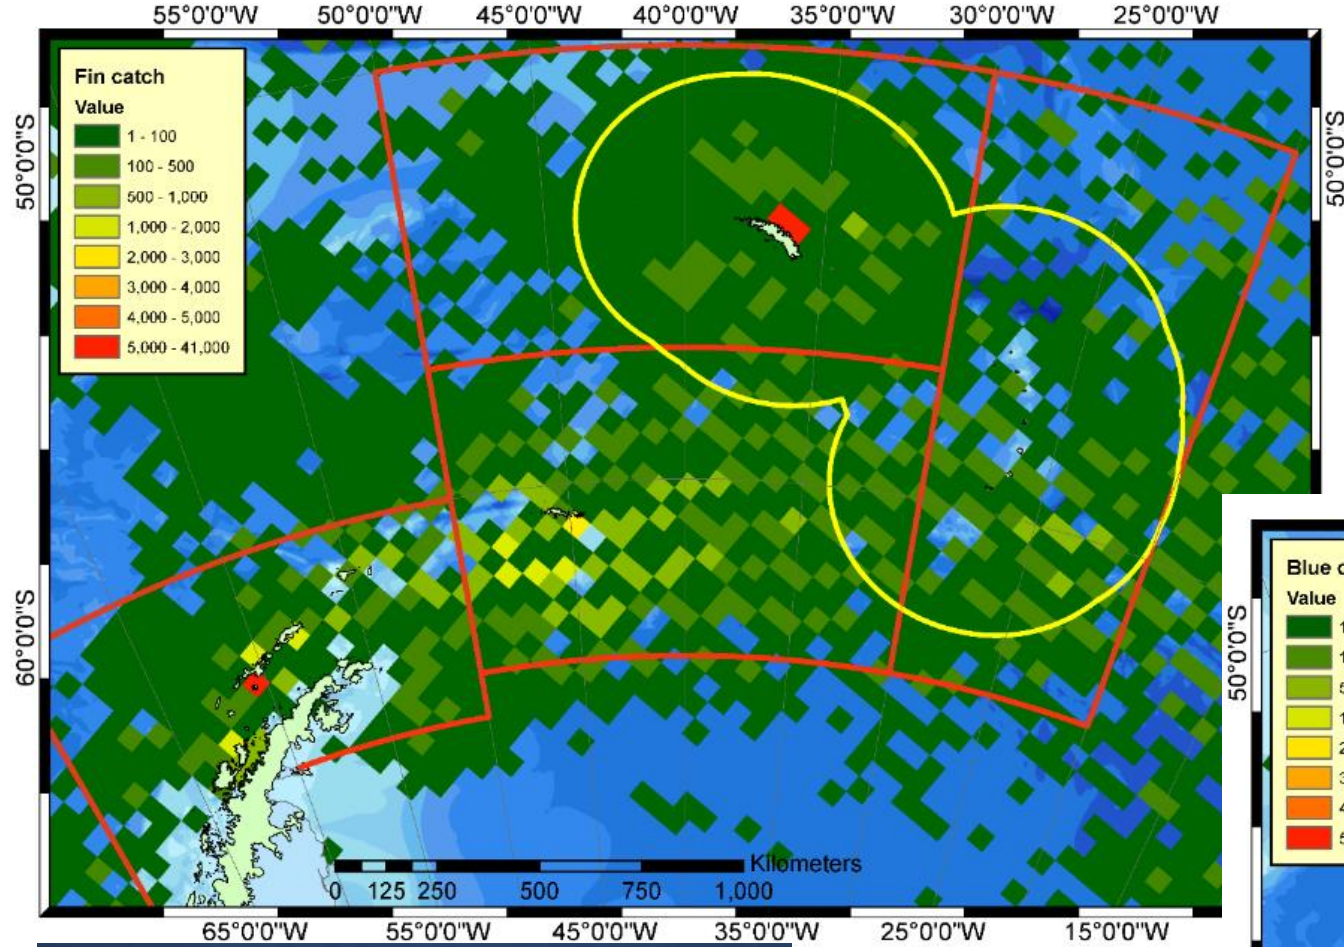 55°0'0"W 50°0'0"W 45°0'0"W 40°0'0"W 35°0'0"W 30°0'0"W 25°0'0"W
Fin catch
Value
1 - 100
100 - 500
500 - 1,000
1,000 - 2,000
2,000 - 3,000
3,000 - 4,000
4,000 - 5,000
5,000 - 41,000
50°0'0"S
50°0'0"S
60°0'0"S
Kilometers
0 125 250 500 750 1,000
65°0'0"W 55°0'0"W 45°0'0"W 35°0'0"W 25°0'0"W 15°0'0"W
Blue
Value
50°0'0"S